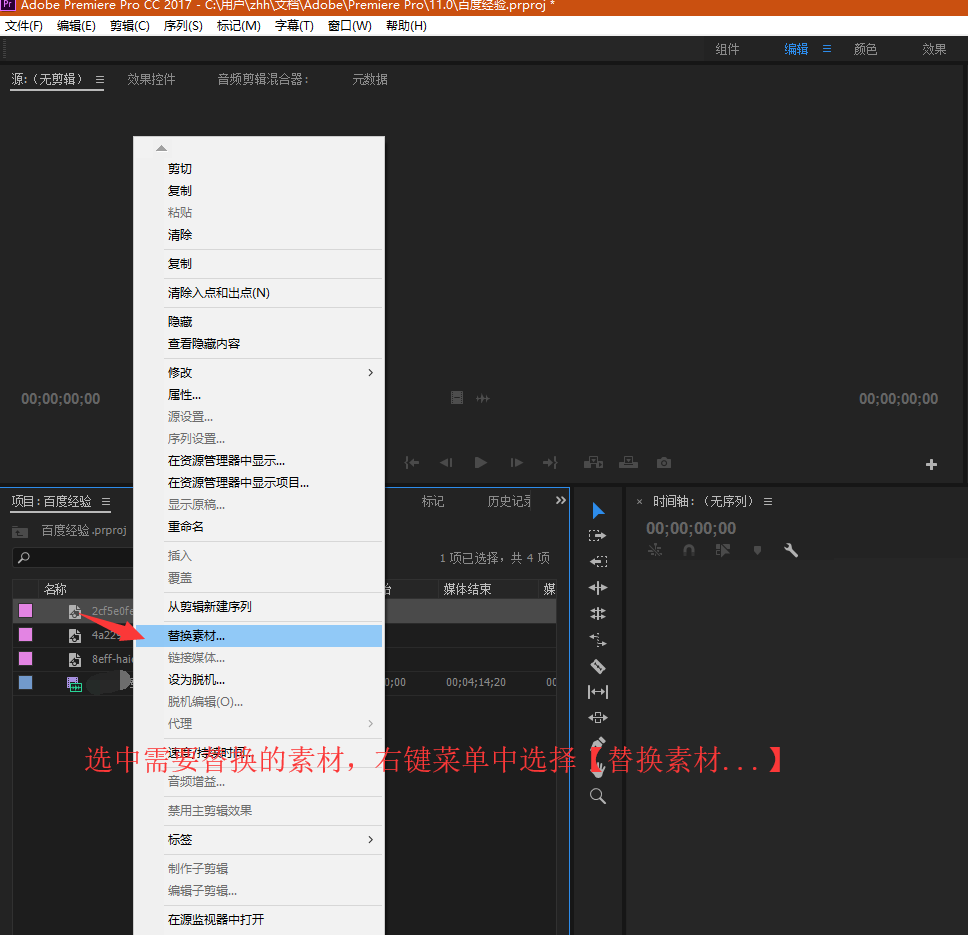 Adobe Premiere Pro CC 2017 - C:\用户\zhh\文档\Adobe\Premiere Pro\11.0\百度经验.prproj *
文件(F) 编辑(E) 剪辑(C) 序列(S) 标记(M) 字幕(T) 窗口(W) 帮助(H)
组件 编辑 颜色 效果
源:（无剪辑） 效果控件 音频剪辑混合器: 元数据
剪切
复制
粘贴
清除
复制
清除入点和出点(N)
隐藏
查看隐藏内容
修改
属性...
00;00;00;00 00;00;00;00
源设置...
序列设置...
在资源管理器中显示...
在资源管理器中显示项目...
显示原稿...
重命名
插入
覆盖
从剪辑新建序列
替换素材...
链接媒体...
设为脱机...
脱机编辑(O)...
代理
速度/持续时间...
音频增益...
禁用主剪辑效果
标签
制作子剪辑
编辑子剪辑...
在源监视器中打开
项目: 百度经验 标记 历史记录
百度经验.prproj
1 项已选择，共 4 项
名称 媒体结束 媒
2cf5e0fe
4a229
8eff-haic
00;04;14;20 00
× 时间轴:（无序列）
00;00;00;00
选中需要替换的素材，右键菜单中选择【替换素材...】